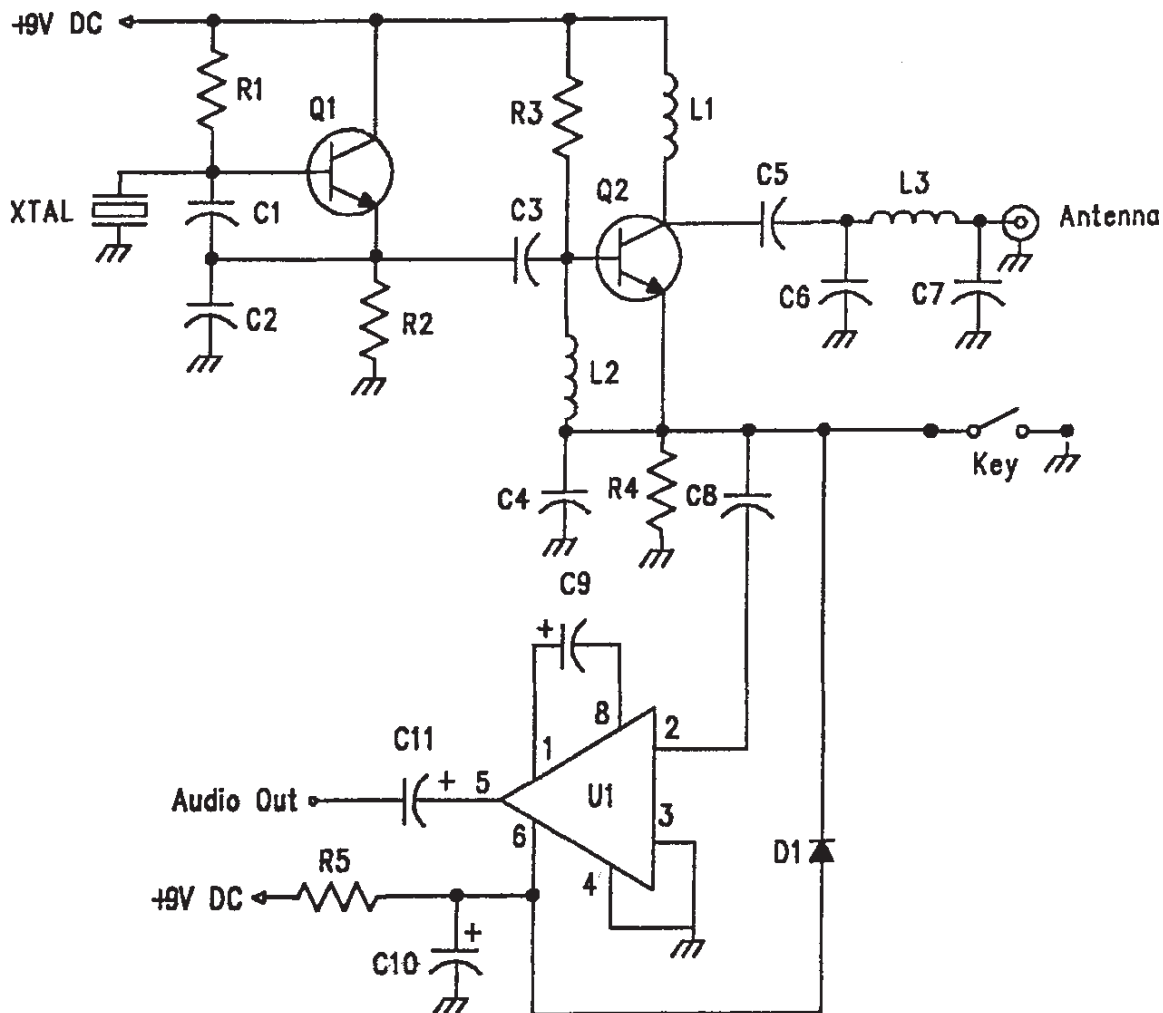 +9V DC
R1
Q1
R3
L1
XTAL
C1
C3
Q2
C5
L3
Antenna
C2
R2
C6
C7
L2
C4
R4
C8
Key
C9
+
8
2
1
C11
+
5
Audio Out
U1
3
6
D1
R5
4
+9V DC
+
C10